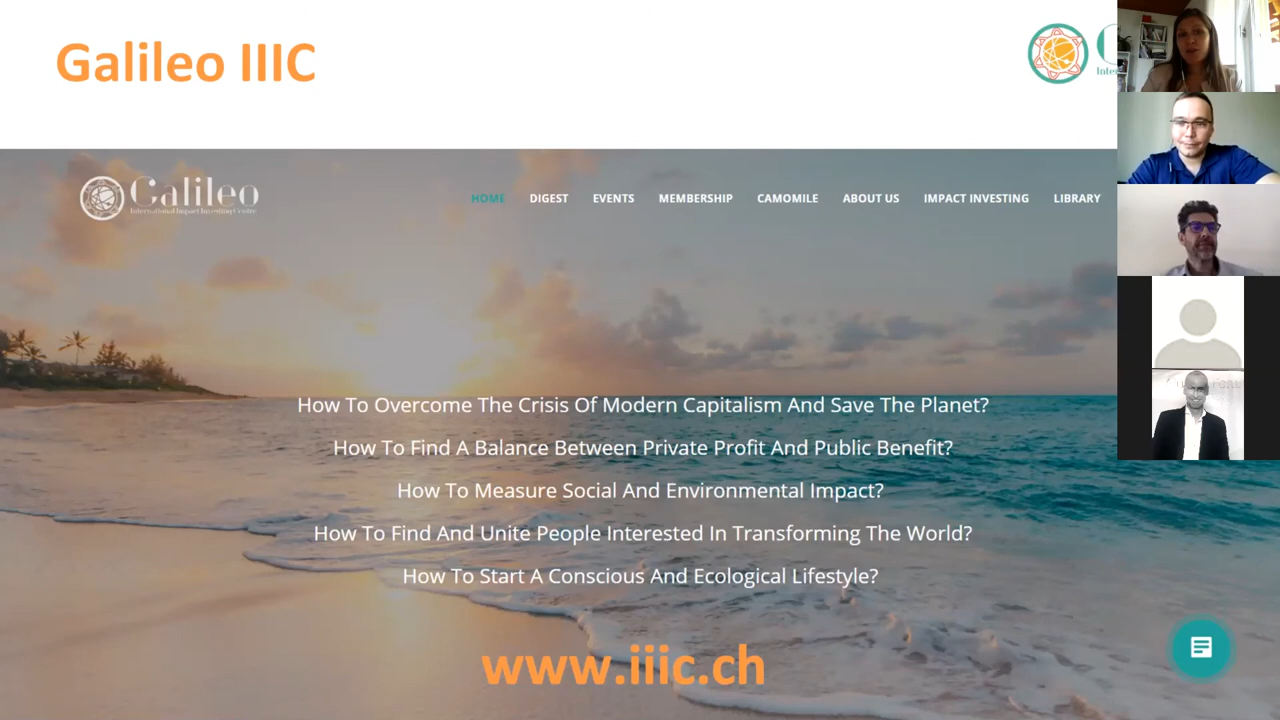 Galileo IIIC
Galileo
International Impact Investing Centre
HOME DIGEST EVENTS MEMBERSHIP CAMOMILE ABOUT US IMPACT INVESTING LIBRARY
How To Overcome The Crisis Of Modern Capitalism And Save The Planet?
How To Find A Balance Between Private Profit And Public Benefit?
How To Measure Social And Environmental Impact?
How To Find And Unite People Interested In Transforming The World?
How To Start A Conscious And Ecological Lifestyle?
www.iiic.ch